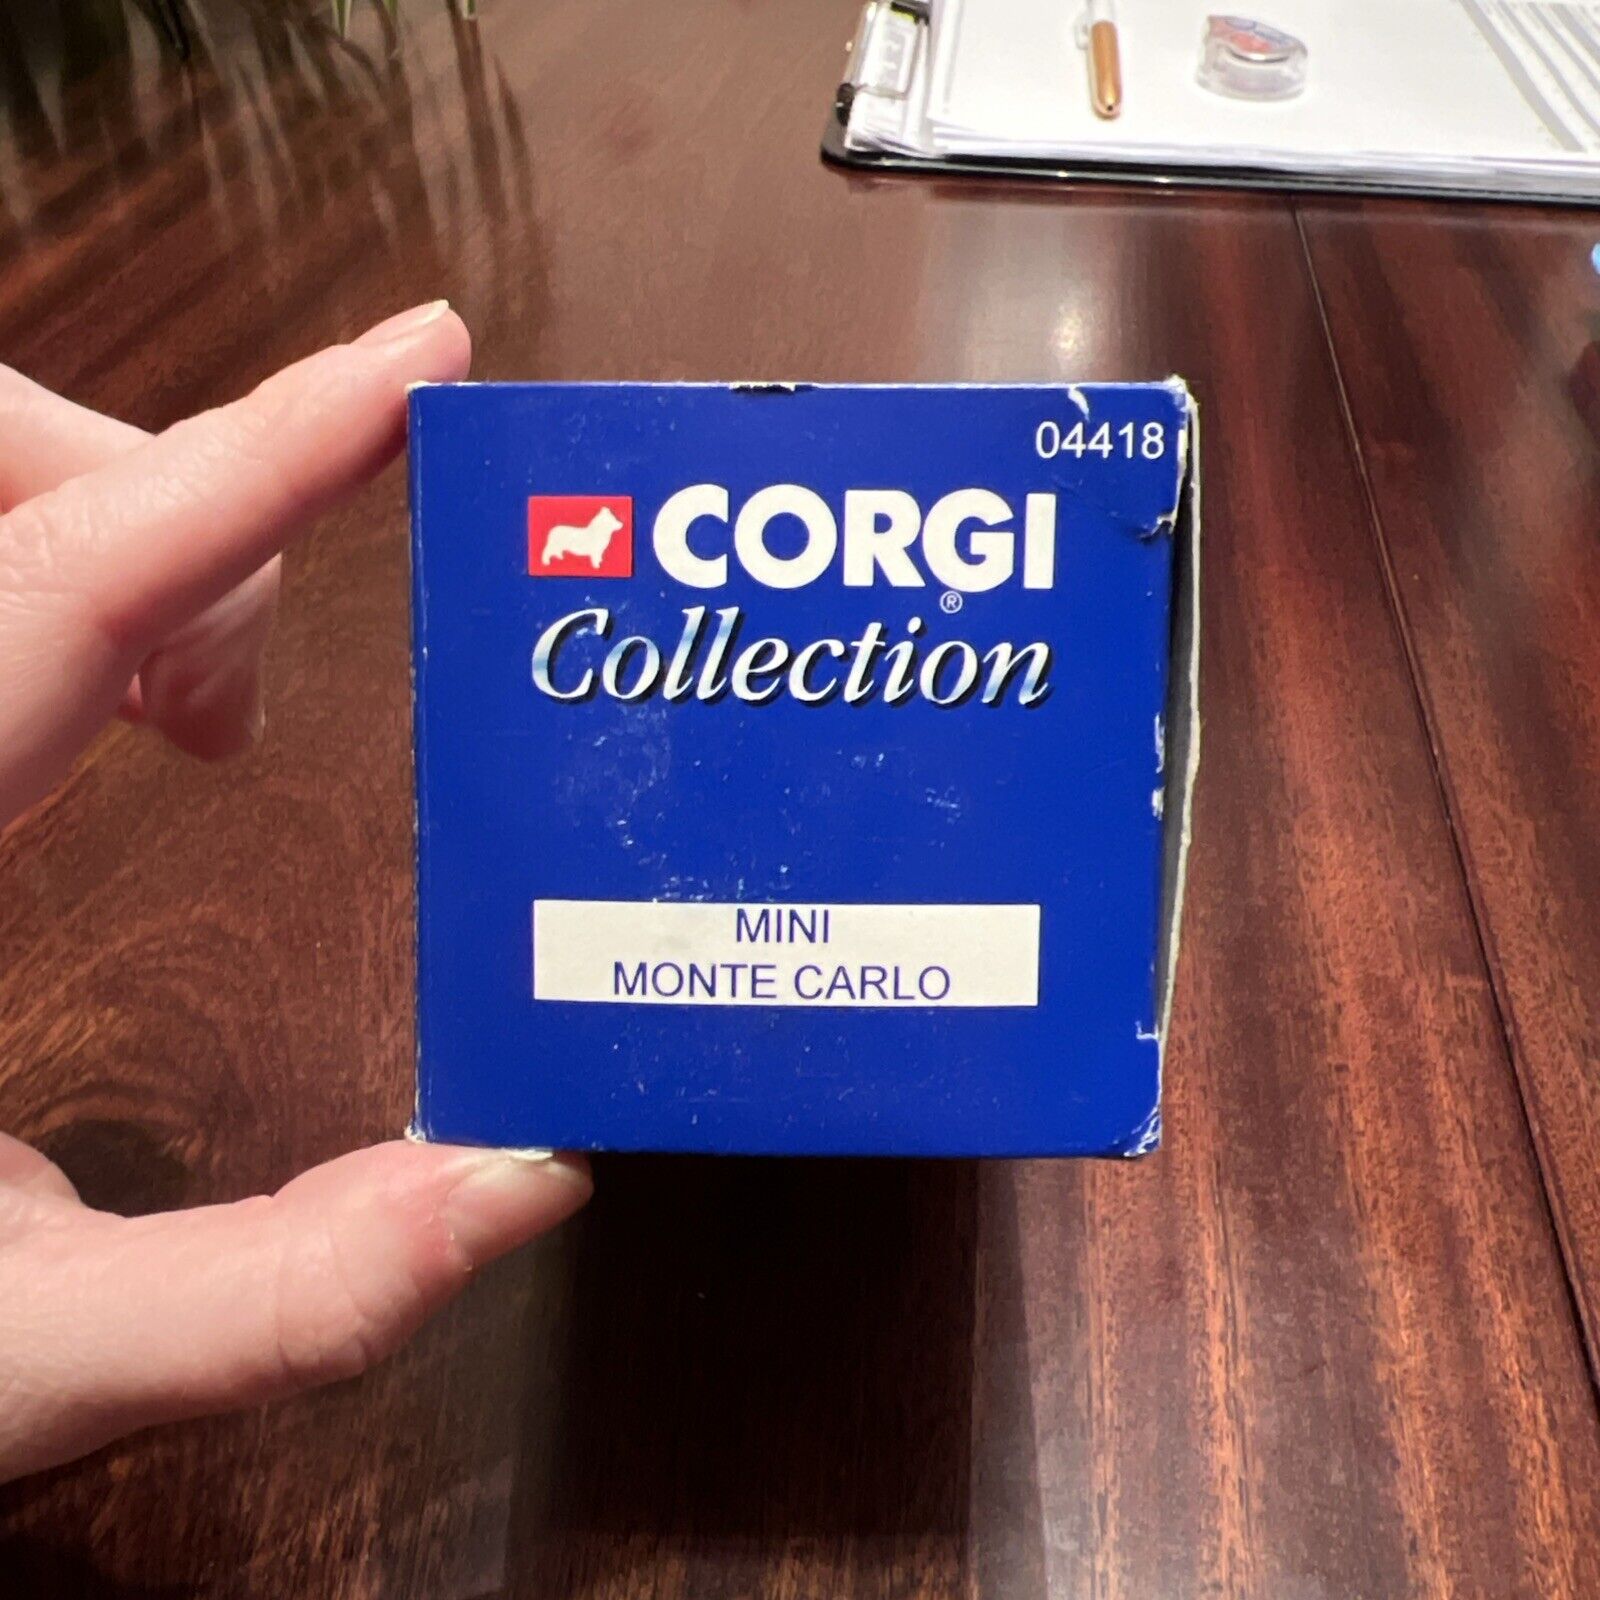 04418
CORGI
®
Collection
MINI
MONTE CARLO